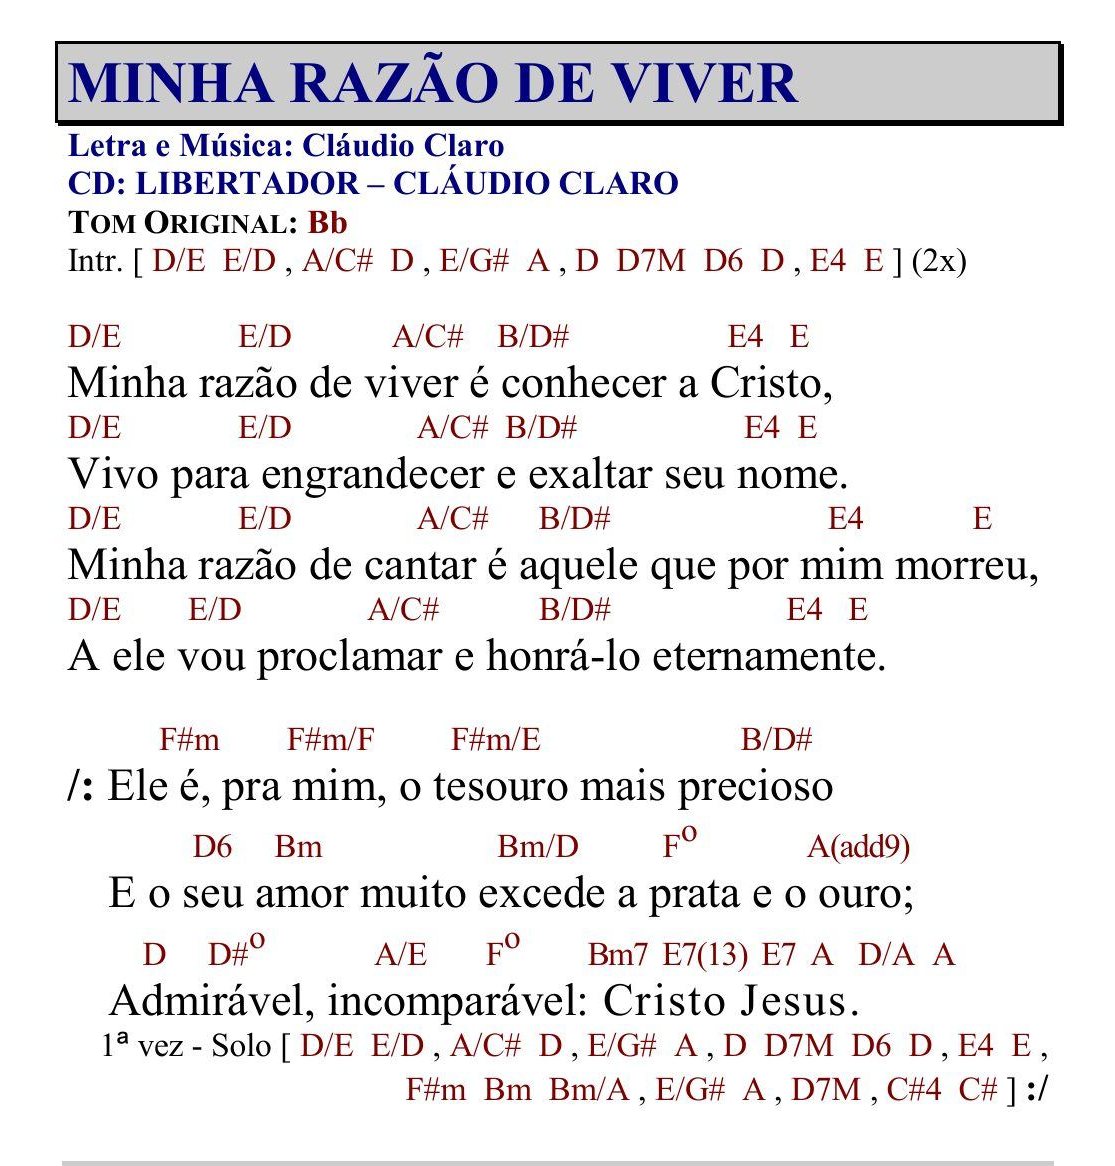 MINHA RAZÃO DE VIVER
Letra e Música: Cláudio Claro
CD: LIBERTADOR – CLÁUDIO CLARO
TOM ORIGINAL: Bb
Intr. [ D/E E/D , A/C# D , E/G# A , D D7M D6 D , E4 E ] (2x)
D/E E/D A/C# B/D# E4 E
Minha razão de viver é conhecer a Cristo,
D/E E/D A/C# B/D# E4 E
Vivo para engrandecer e exaltar seu nome.
D/E E/D A/C# B/D# E4 E
Minha razão de cantar é aquele que por mim morreu,
D/E E/D A/C# B/D# E4 E
A ele vou proclamar e honrá-lo eternamente.
F#m F#m/F F#m/E B/D#
/: Ele é, pra mim, o tesouro mais precioso
D6 Bm Bm/D Fº A(add9)
E o seu amor muito excede a prata e o ouro;
D D#º A/E Fº Bm7 E7(13) E7 A D/A A
Admirável, incomparável: Cristo Jesus.
1ª vez - Solo [ D/E E/D , A/C# D , E/G# A , D D7M D6 D , E4 E ,
F#m Bm Bm/A , E/G# A , D7M , C#4 C# ] :/